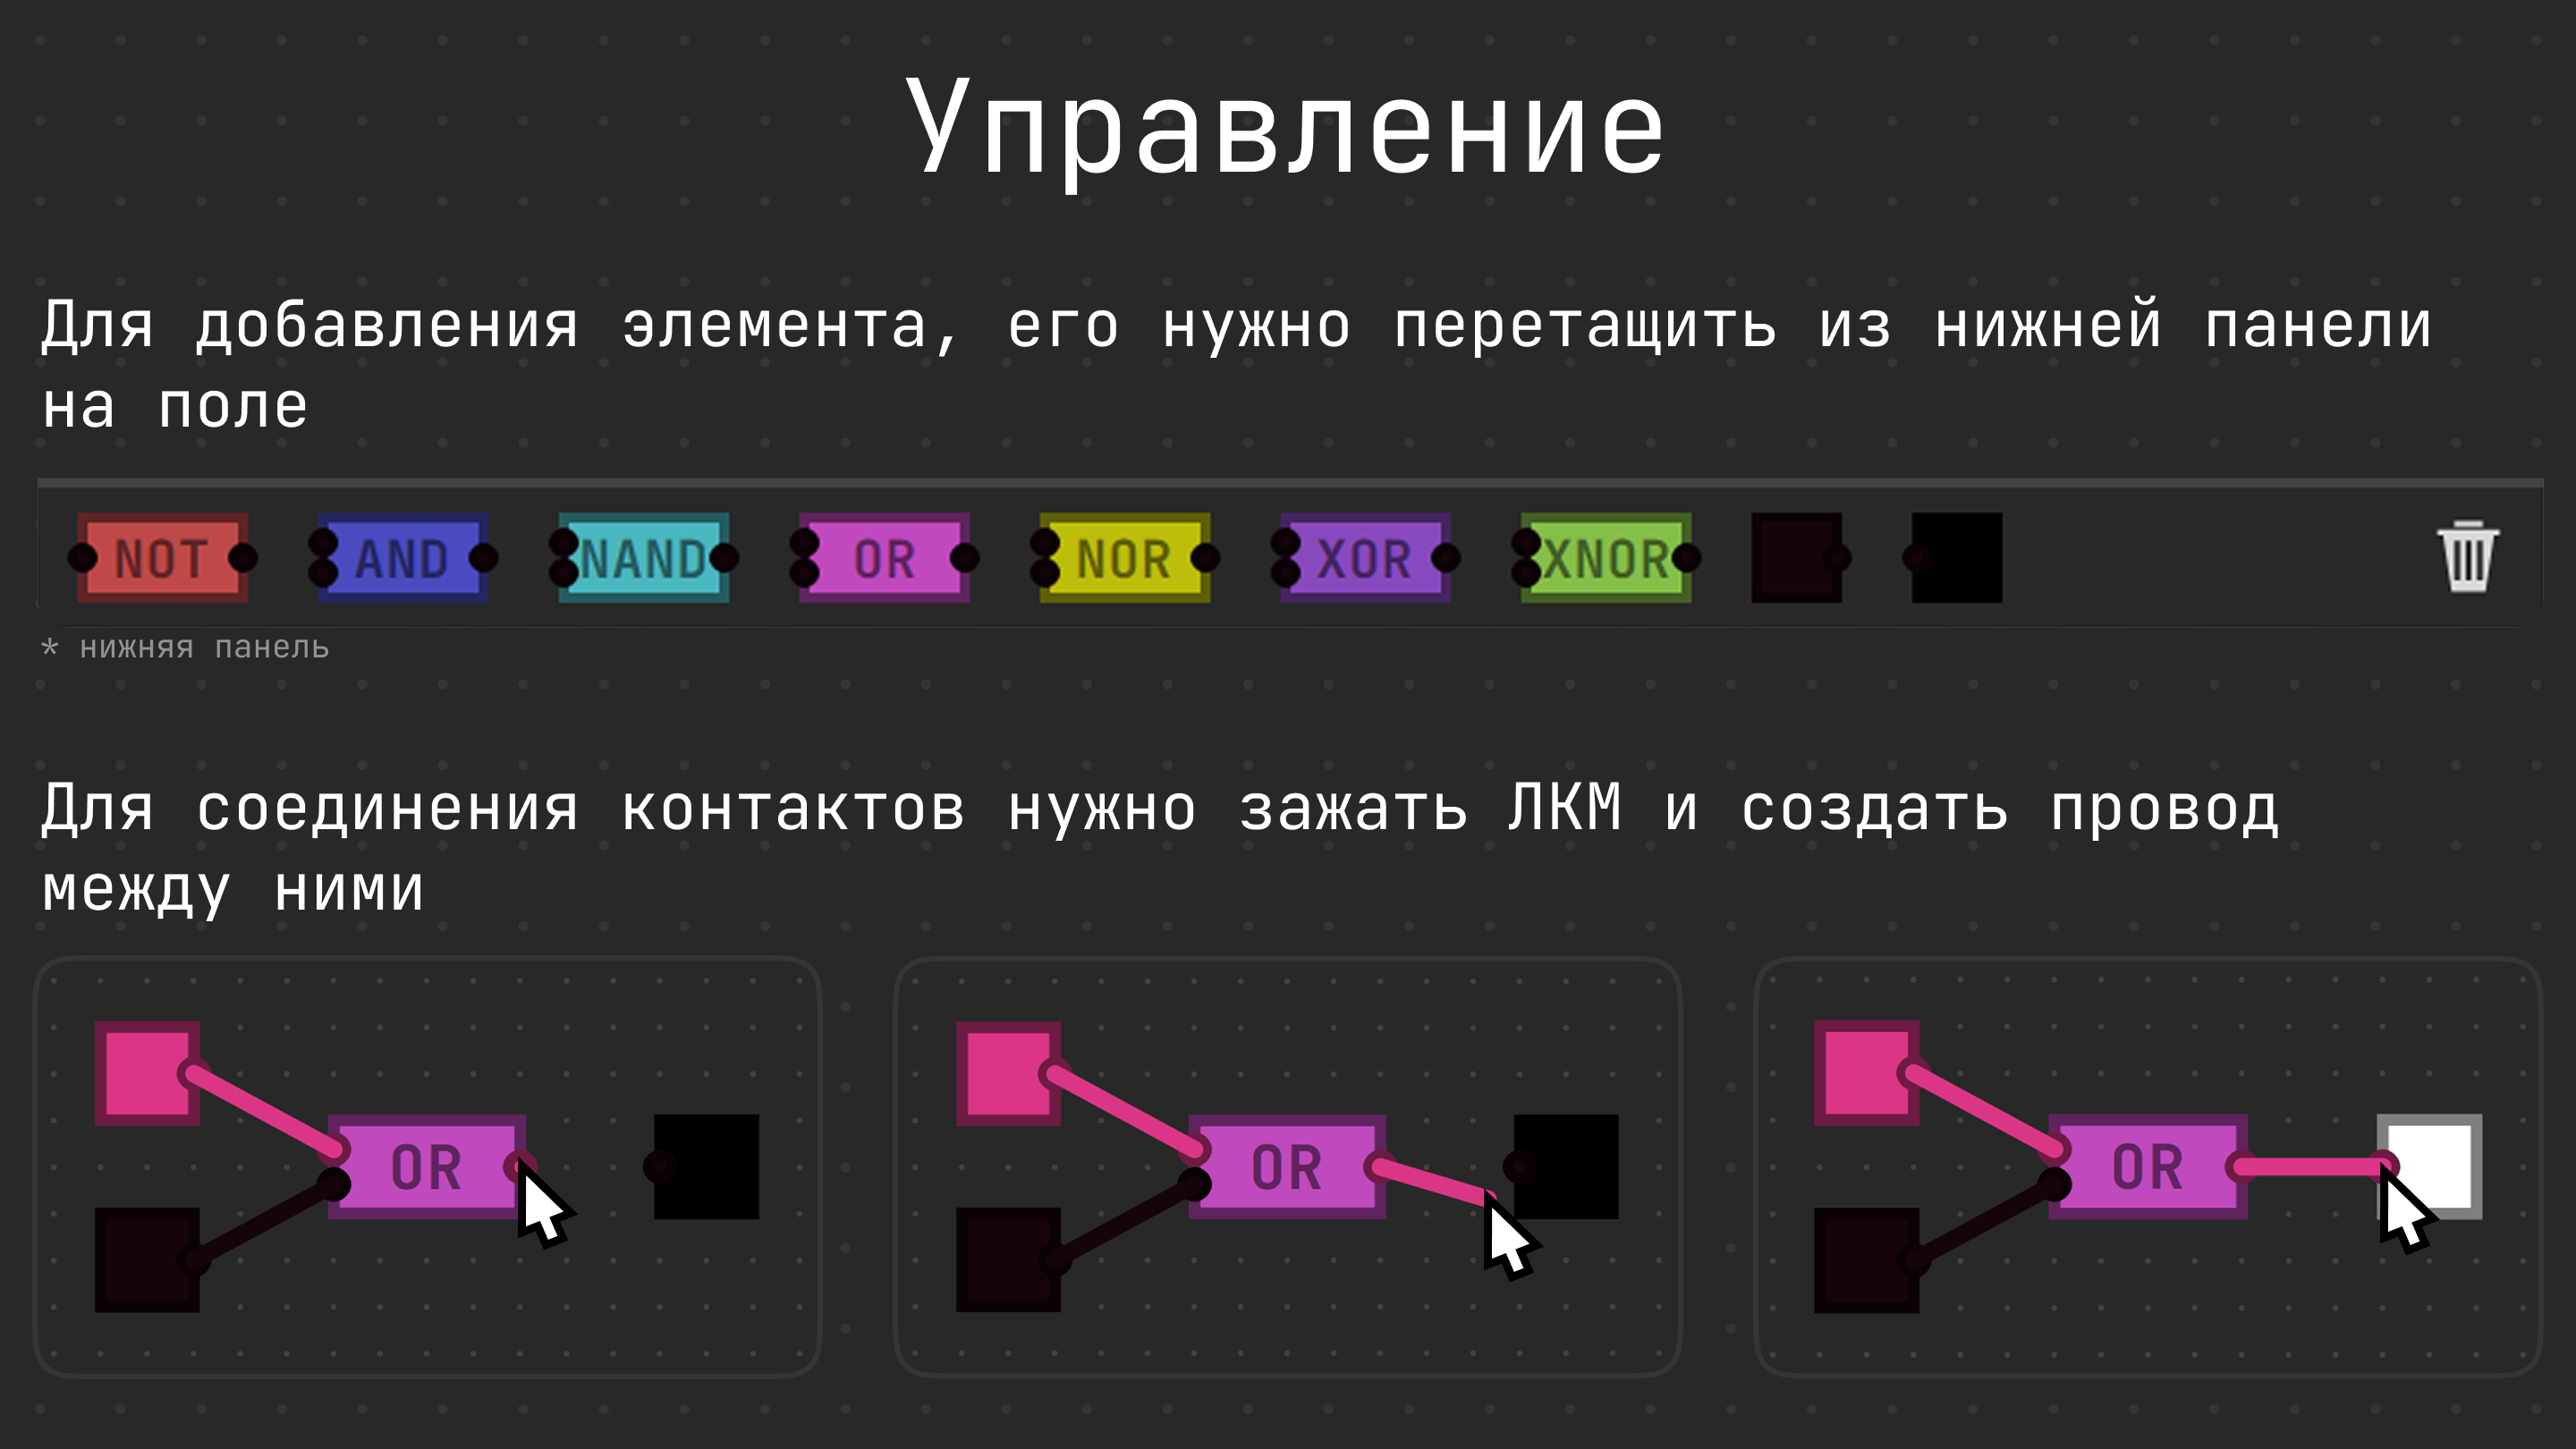 Управление
Для добавления элемента, его нужно перетащить из нижней панели
на поле
NOT AND NAND OR NOR XOR XNOR
* нижняя панель
Для соединения контактов нужно зажать ЛКМ и создать провод
между ними
OR OR OR